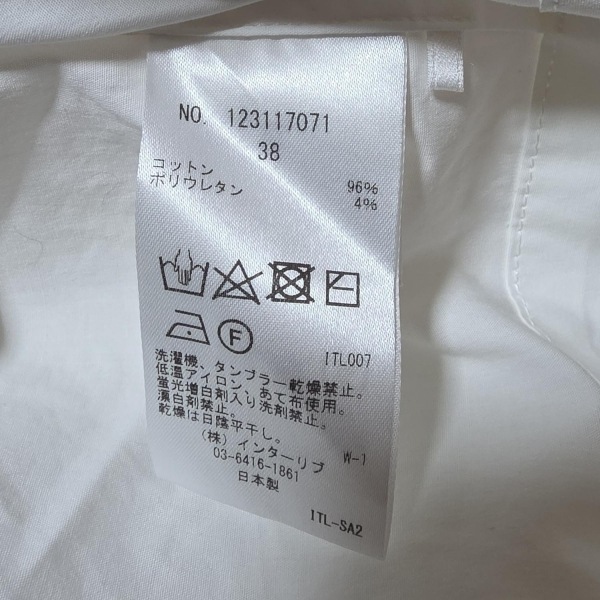 NO. 123117071
38
コットン 96%
ポリウレタン 4%
F
ITL007
洗濯機、タンブラー乾燥禁止。
低温アイロン、あて布使用。
蛍光増白剤入り洗剤禁止。
漂白剤禁止。
乾燥は日陰平干し。
(株) インターリブ W-1
03-6416-1861
日本製
ITL-SA2